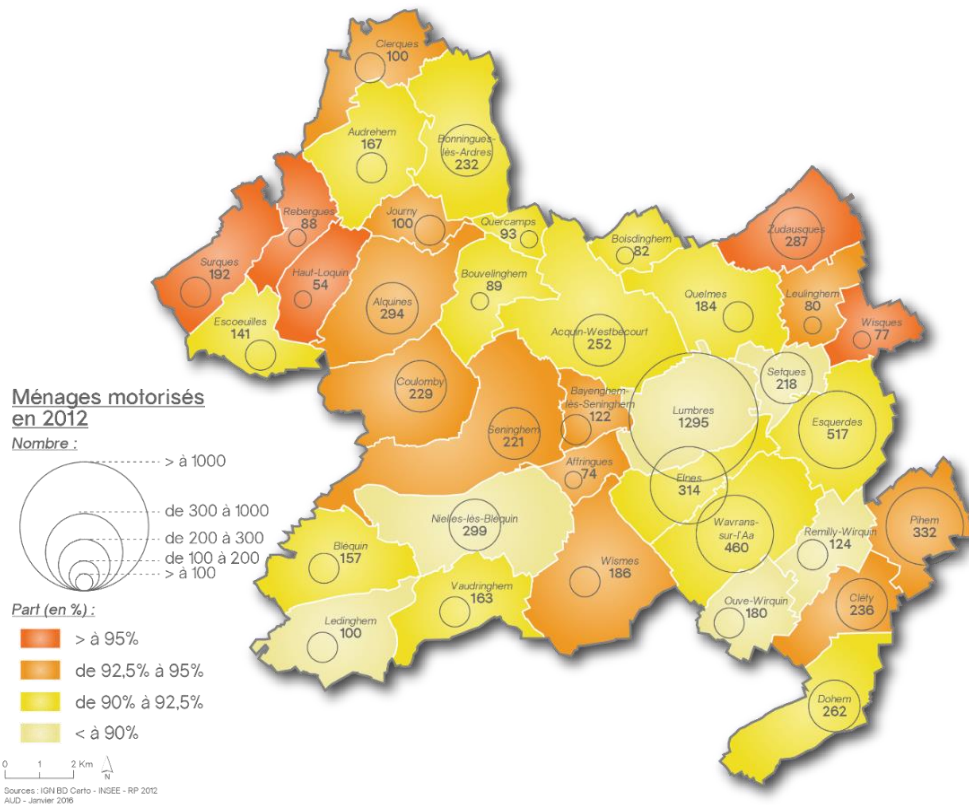 Clerques
100
Audrehem
167
Bonningues-
lès-Ardres
232
Rebergues
88
Journy
100
Quercamps
93
Boisdinghem
82
Zudausques
287
Surques
192
Haut-Loquin
54
Bouvelinghem
89
Quelmes
184
Leulinghem
80
Wisques
77
Escoeuilles
141
Alquines
294
Acquin-Westbécourt
252
Setques
218
Coulomby
229
Bayenghem-
lès-Seninghem
122
Lumbres
1295
Esquerdes
517
Seninghem
221
Affringues
74
Elnes
314
Nielles-lès-Bléquin
299
Wavrans-
sur-l'Aa
460
Remilly-Wirquin
124
Pihem
332
Bléquin
157
Wismes
186
Vaudringhem
163
Ouve-Wirquin
180
Cléty
236
Ledinghem
100
Dohem
262
Ménages motorisés
en 2012
Nombre :
> à 1000
de 300 à 1000
de 200 à 300
de 100 à 200
> à 100
Part (en %) :
> à 95%
de 92,5% à 95%
de 90% à 92,5%
< à 90%
0 1 2 Km N
Sources : IGN BD Carto - INSEE - RP 2012
AUD - Janvier 2016